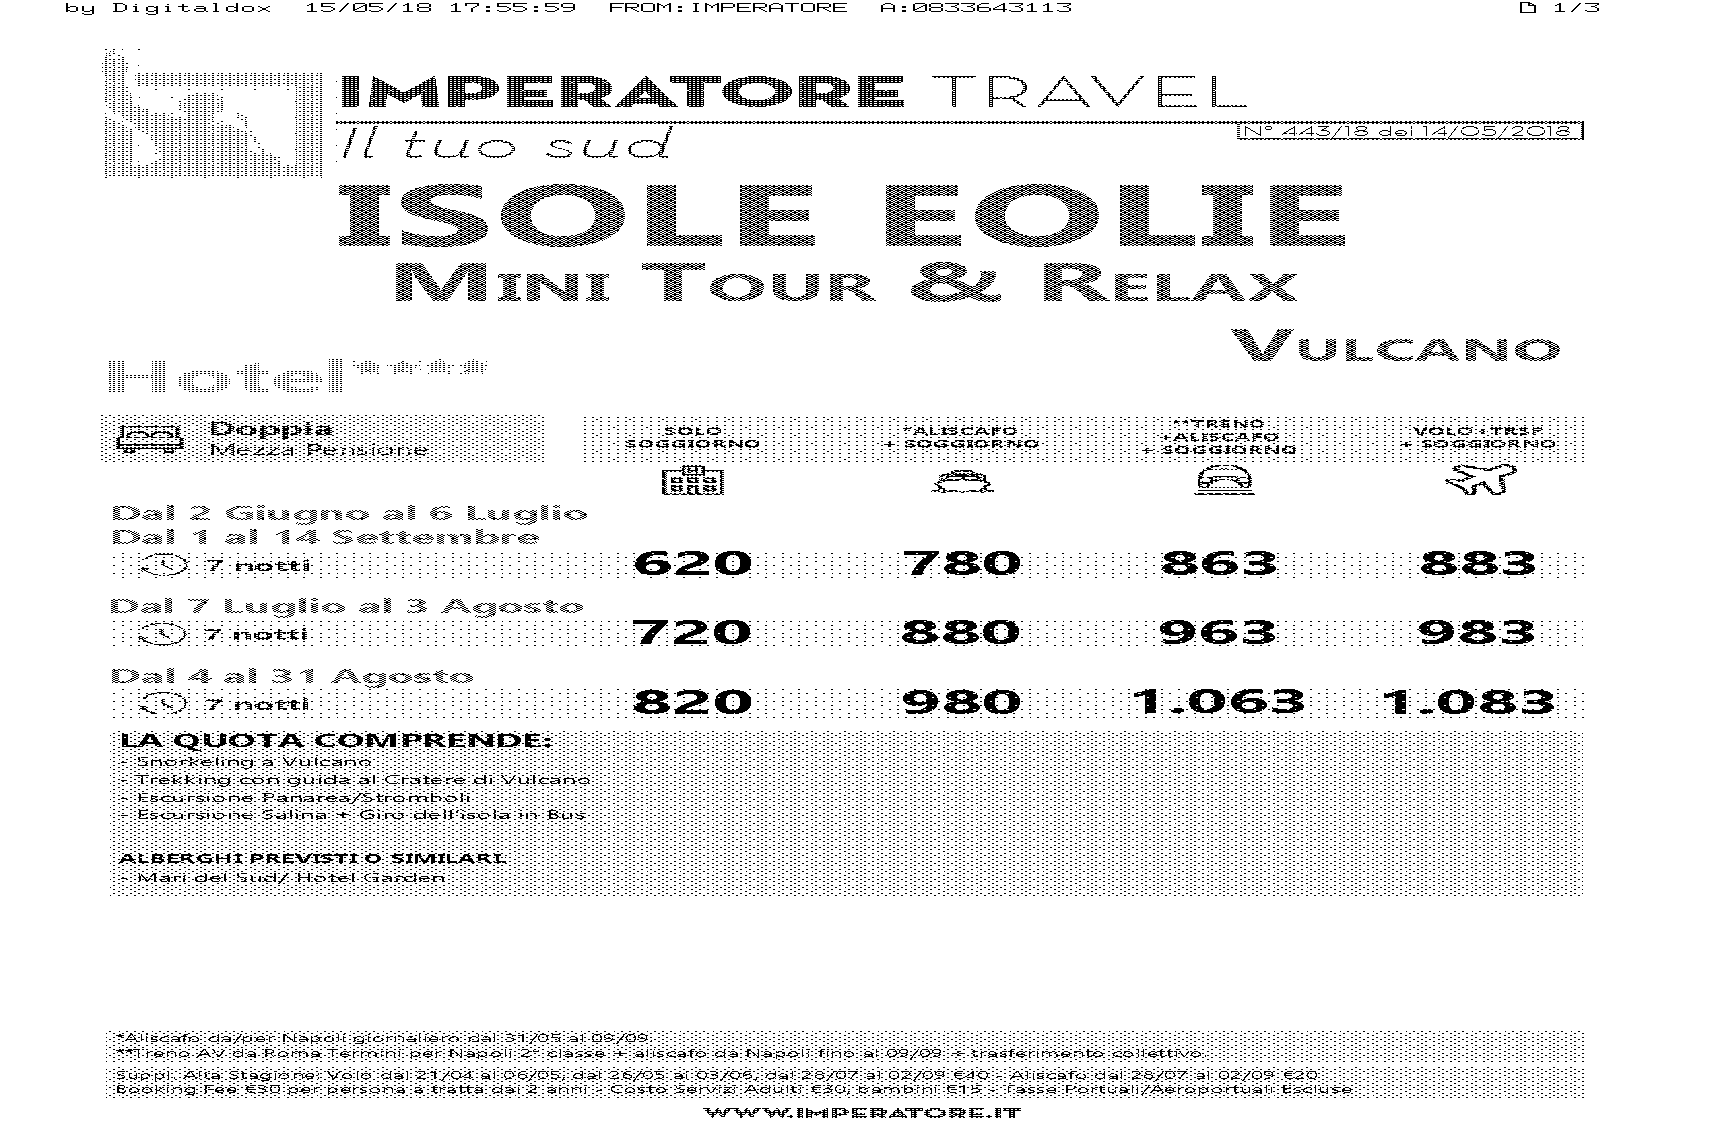 by Digitaldox 15/05/18 17:55:59 FROM:IMPERATORE A:0833643113 1/3
IMPERATORE TRAVEL
Il tuo sud
N° 443/18 del 14/05/2018
ISOLE EOLIE
MINI TOUR & RELAX
VULCANO
Hotel****
Doppia
Mezza Pensione
SOLO
SOGGIORNO
*ALISCAFO
+ SOGGIORNO
**TRENO
+ALISCAFO
+ SOGGIORNO
VOLO+TRSF
+ SOGGIORNO
Dal 2 Giugno al 6 Luglio
Dal 1 al 14 Settembre
7 notti 620 780 863 883
Dal 7 Luglio al 3 Agosto
7 notti 720 880 963 983
Dal 4 al 31 Agosto
7 notti 820 980 1.063 1.083
LA QUOTA COMPRENDE:
- Snorkeling a Vulcano
- Trekking con guida al Cratere di Vulcano
- Escursione Panarea/Stromboli
- Escursione Salina + Giro dell'isola in Bus
ALBERGHI PREVISTI O SIMILARI.
- Mari del Sud/ Hotel Garden
*Aliscafo da/per Napoli giornaliero dal 31/05 al 09/09
**Treno AV da Roma Termini per Napoli 2° classe + aliscafo da Napoli fino al 09/09 + trasferimento collettivo
Suppl. Alta Stagione: Volo dal 21/04 al 06/05, dal 26/05 al 03/06, dal 28/07 al 02/09 €40 - Aliscafo dal 28/07 al 02/09 €20
Booking Fee €30 per persona a tratta dai 2 anni - Costo Servizi Adulti €30, bambini €15 - Tasse Portuali/Aeroportuali Escluse
WWW.IMPERATORE.IT